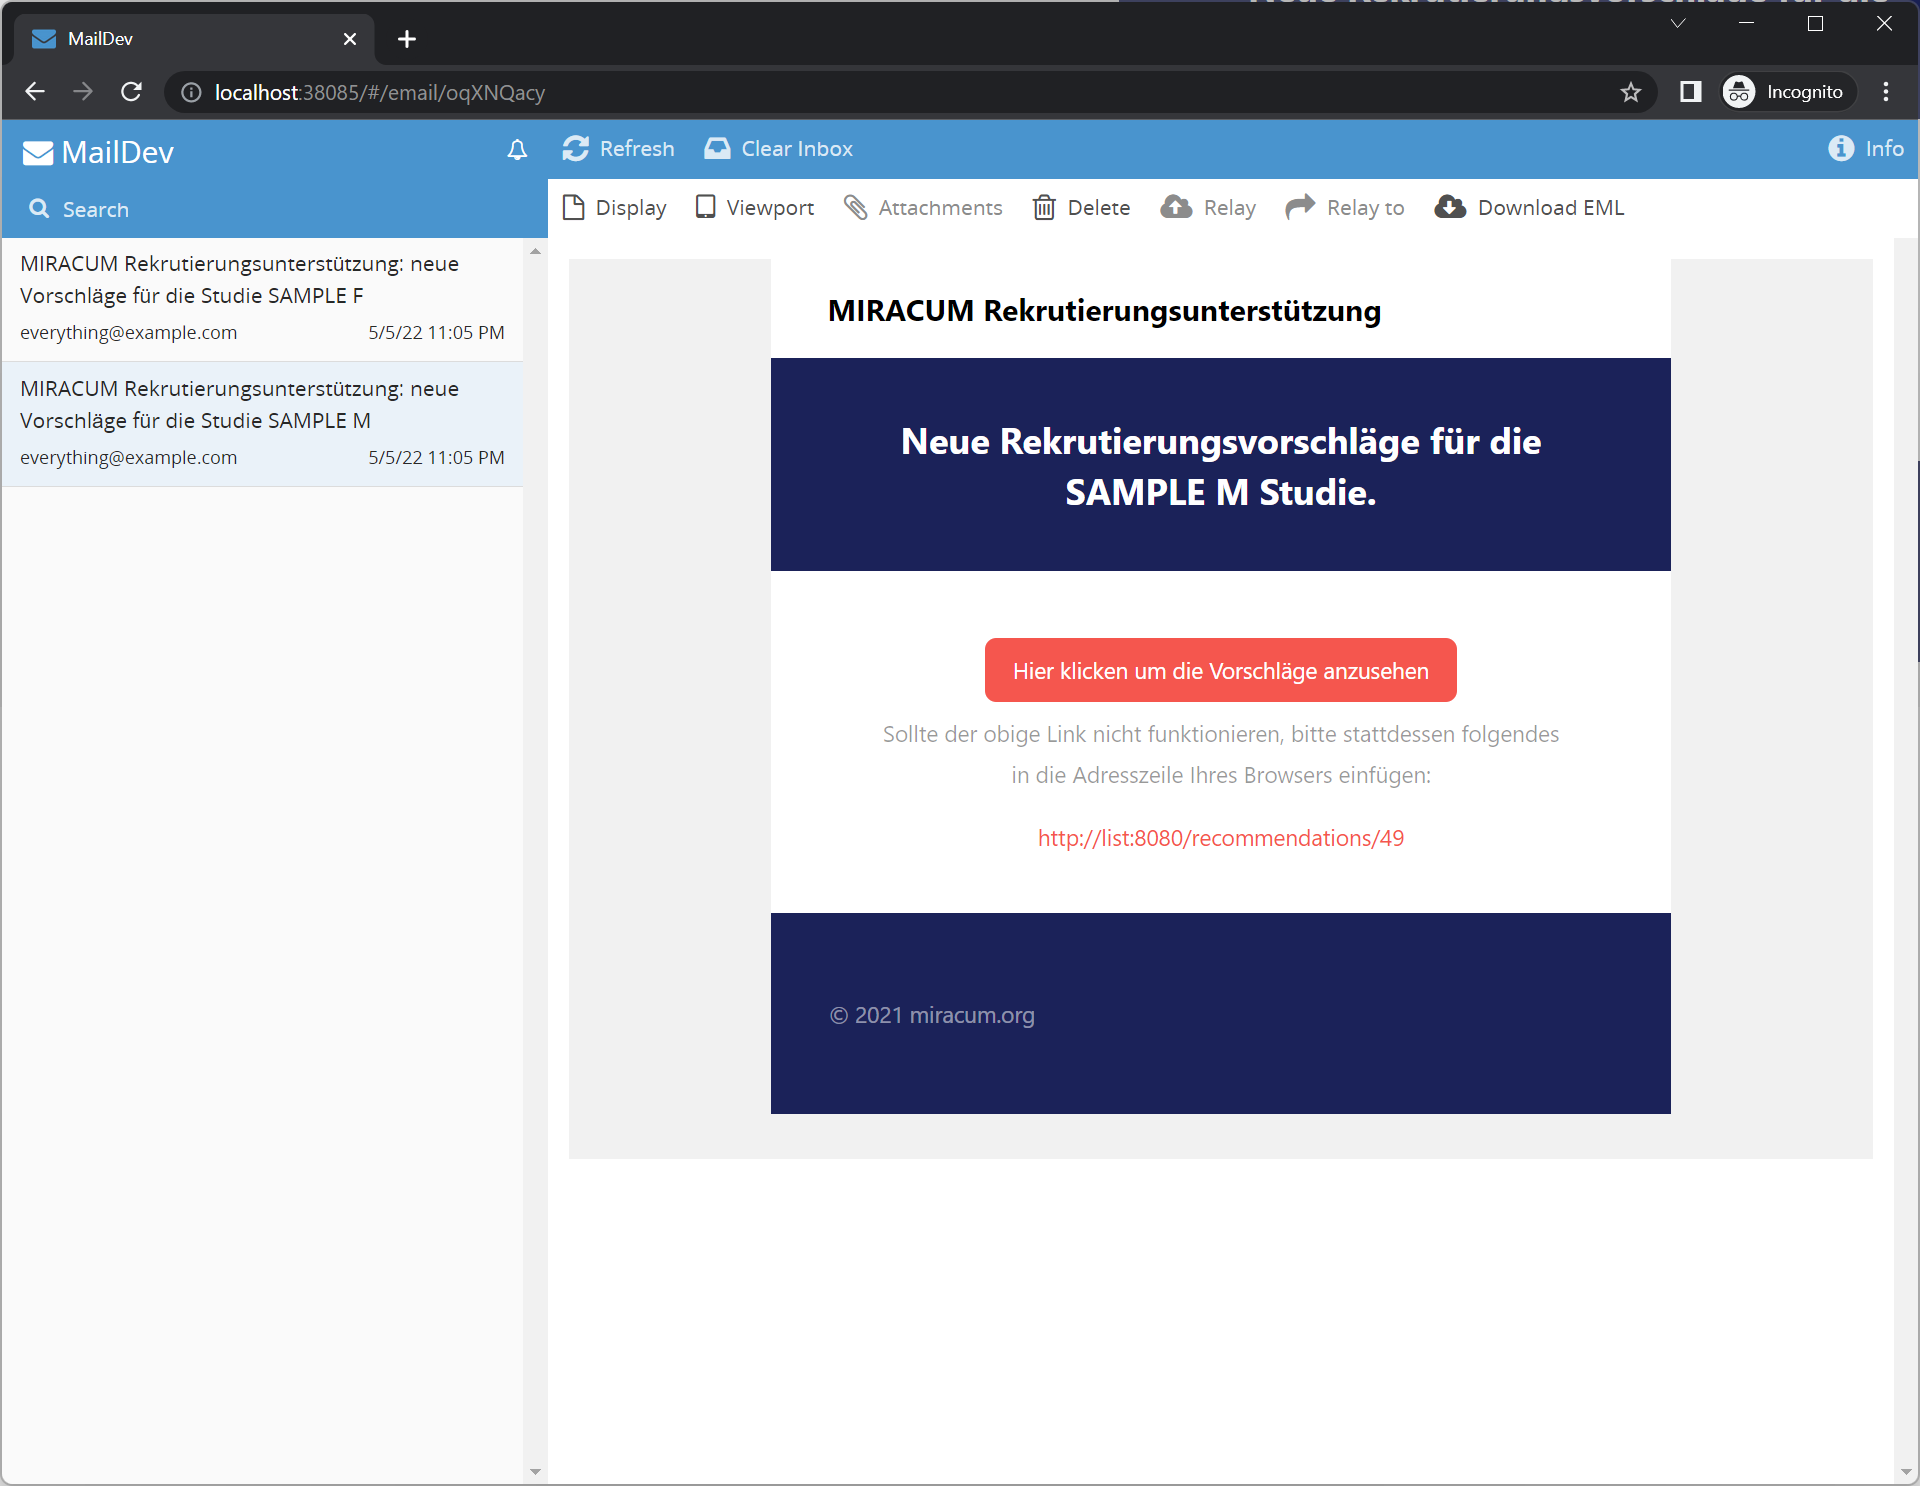 MailDev
localhost:38085/#/email/oqXNQacy
Incognito
MailDev
Refresh
Clear Inbox
Info
Search
Display
Viewport
Attachments
Delete
Relay
Relay to
Download EML
MIRACUM Rekrutierungsunterstützung: neue
Vorschläge für die Studie SAMPLE F
everything@example.com 5/5/22 11:05 PM
MIRACUM Rekrutierungsunterstützung: neue
Vorschläge für die Studie SAMPLE M
everything@example.com 5/5/22 11:05 PM
MIRACUM Rekrutierungsunterstützung
Neue Rekrutierungsvorschläge für die
SAMPLE M Studie.
Hier klicken um die Vorschläge anzusehen
Sollte der obige Link nicht funktionieren, bitte stattdessen folgendes
in die Adresszeile Ihres Browsers einfügen:
http://list:8080/recommendations/49
© 2021 miracum.org